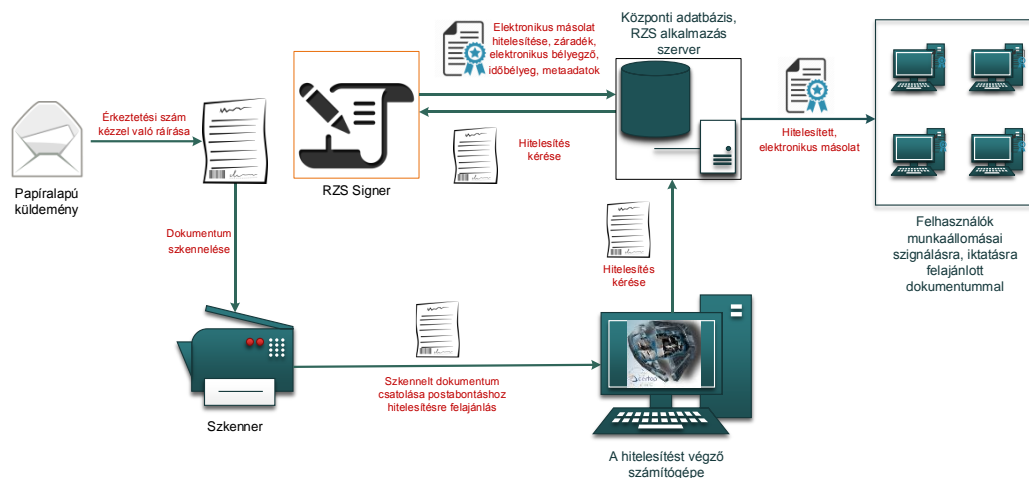 Elektronikus másolat
hitelesítése, záradék,
elektronikus bélyegző,
időbélyeg, metaadatok
Központi adatbázis,
RZS alkalmazás
szerver
Érkeztetési szám
kézzel való ráírása
Hitelesítés
kérése
Hitelesített,
elektronikus másolat
Papíralapú
küldemény
RZS Signer
Felhasználók
munkaállomásai
szignálásra, iktatásra
felajánlott
dokumentummal
Dokumentum
szkennelése
Hitelesítés
kérése
certop
Szkennelt dokumentum
csatolása postabontáshoz
hitelesítésre felajánlás
Szkenner
A hitelesítést végző
számítógépe